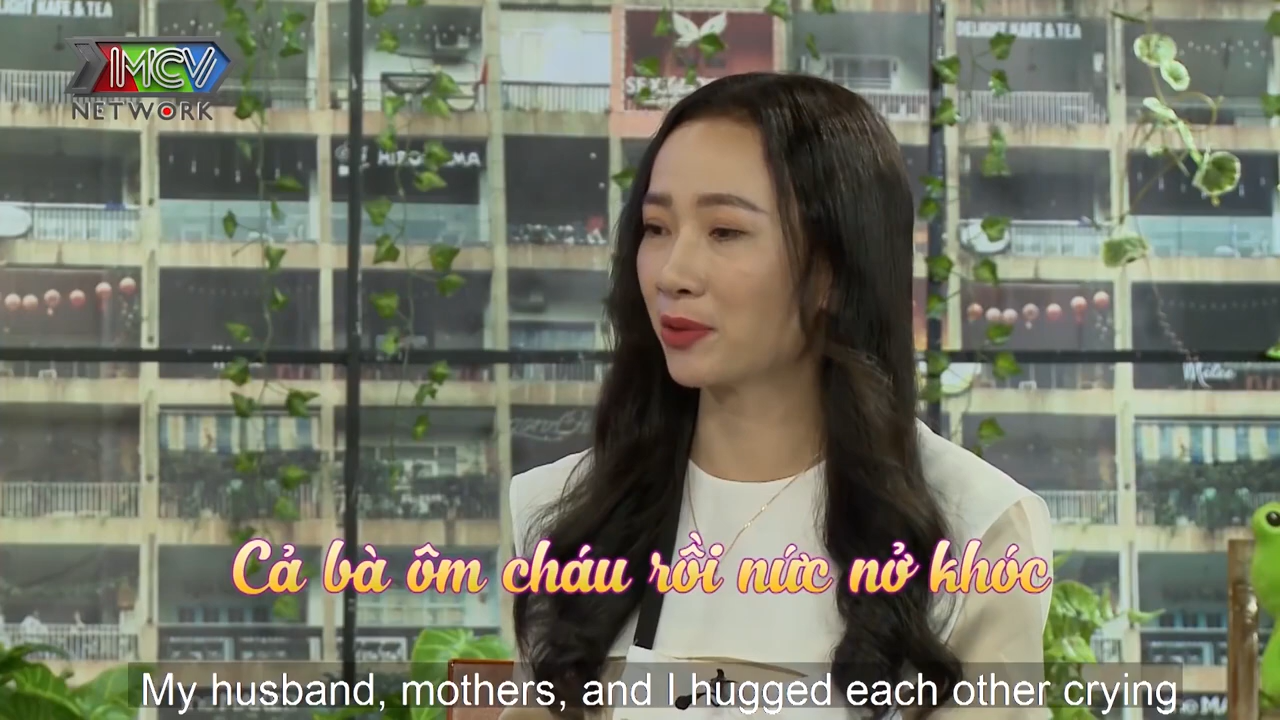 DELIGHT KAFE & TEA
MCV
NETWORK
Cả bà ôm cháu rồi nức nở khóc
My husband, mothers, and I hugged each other crying